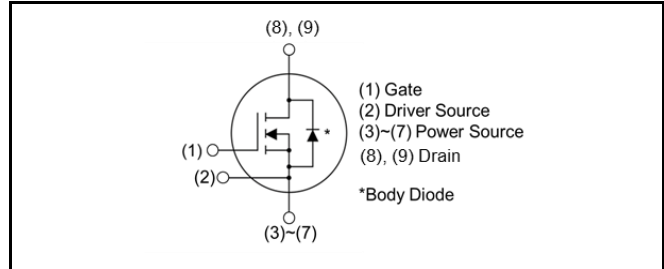 (8), (9)
(1) Gate
(2) Driver Source
(3)~(7) Power Source
(8), (9) Drain
*
(1)
(2)
*Body Diode
(3)~(7)